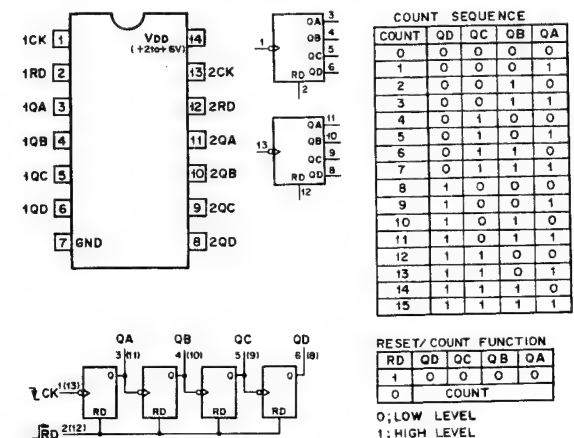 1CK 1
1RD 2
1QA 3
1QB 4
1QC 5
1QD 6
7 GND
VDD
(+2to+6V)
14
13 2CK
12 2RD
11 2QA
10 2QB
9 2QC
8 2QD
1
QA 3
QB 4
QC 5
QD 6
RD
2
13
QA 11
QB 10
QC 9
QD 8
RD
12
COUNT SEQUENCE
COUNT QD QC QB QA
0 0 0 0 0
1 0 0 0 1
2 0 0 1 0
3 0 0 1 1
4 0 1 0 0
5 0 1 0 1
6 0 1 1 0
7 0 1 1 1
8 1 0 0 0
9 1 0 0 1
10 1 0 1 0
11 1 0 1 1
12 1 1 0 0
13 1 1 0 1
14 1 1 1 0
15 1 1 1 1
QA QB QC QD
3 (11) 4 (10) 5 (9) 6 (8)
CK 1(13) Q Q Q Q
RD RD RD RD
RD 2(12)
RESET/COUNT FUNCTION
RD QD QC QB QA
1 0 0 0 0
0 COUNT
0; LOW LEVEL
1; HIGH LEVEL